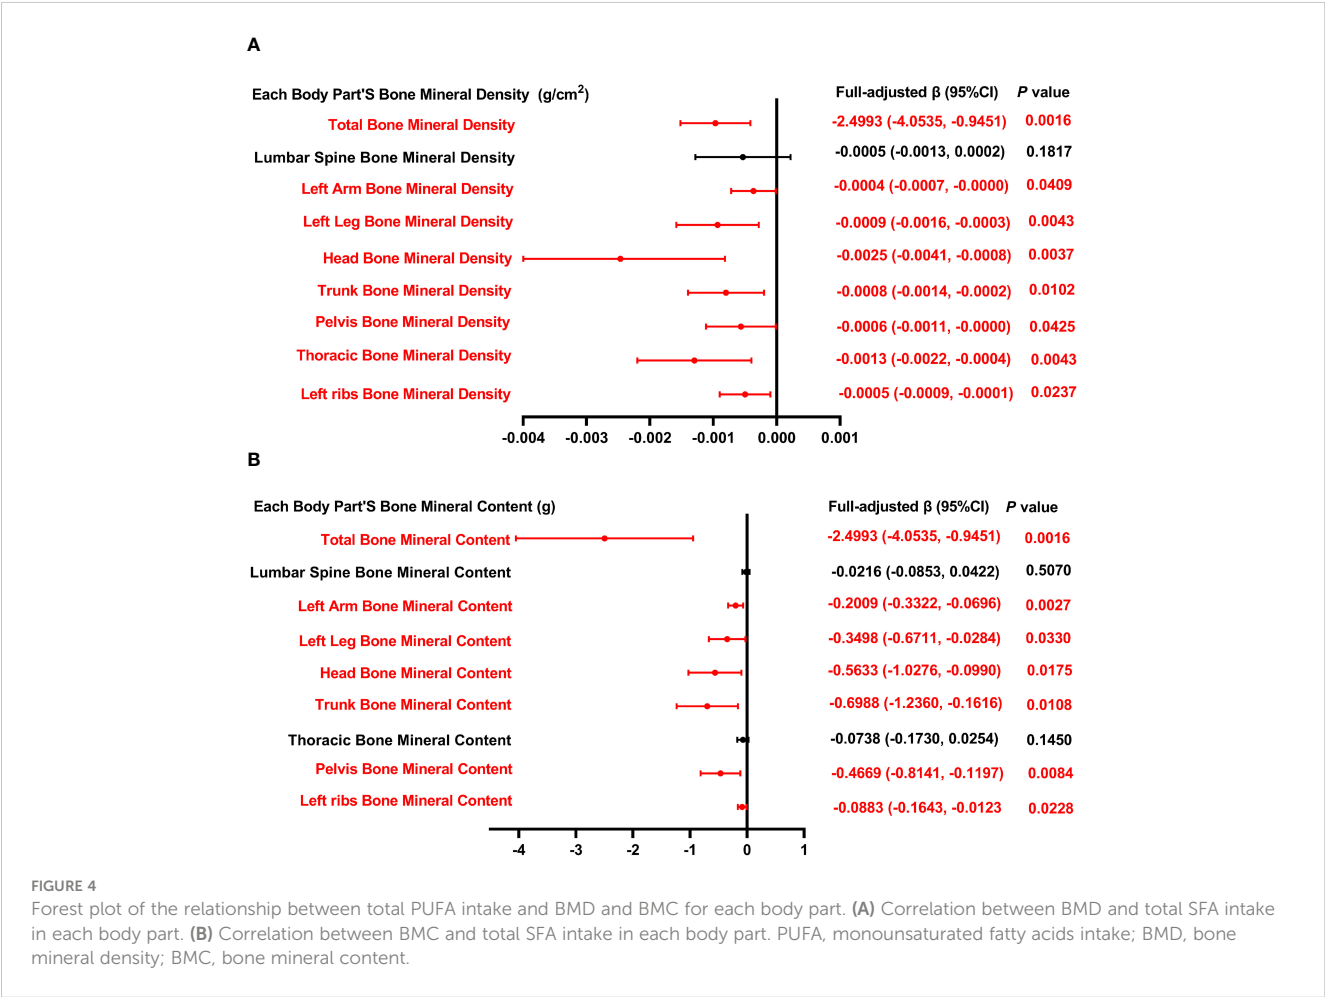 A
Each Body Part'S Bone Mineral Density (g/cm2) Full-adjusted β (95%CI) P value
Total Bone Mineral Density -2.4993 (-4.0535, -0.9451) 0.0016
Lumbar Spine Bone Mineral Density -0.0005 (-0.0013, 0.0002) 0.1817
Left Arm Bone Mineral Density -0.0004 (-0.0007, -0.0000) 0.0409
Left Leg Bone Mineral Density -0.0009 (-0.0016, -0.0003) 0.0043
Head Bone Mineral Density -0.0025 (-0.0041, -0.0008) 0.0037
Trunk Bone Mineral Density -0.0008 (-0.0014, -0.0002) 0.0102
Pelvis Bone Mineral Density -0.0006 (-0.0011, -0.0000) 0.0425
Thoracic Bone Mineral Density -0.0013 (-0.0022, -0.0004) 0.0043
Left ribs Bone Mineral Density -0.0005 (-0.0009, -0.0001) 0.0237
-0.004 -0.003 -0.002 -0.001 0.000 0.001
B
Each Body Part'S Bone Mineral Content (g) Full-adjusted β (95%CI) P value
Total Bone Mineral Content -2.4993 (-4.0535, -0.9451) 0.0016
Lumbar Spine Bone Mineral Content -0.0216 (-0.0853, 0.0422) 0.5070
Left Arm Bone Mineral Content -0.2009 (-0.3322, -0.0696) 0.0027
Left Leg Bone Mineral Content -0.3498 (-0.6711, -0.0284) 0.0330
Head Bone Mineral Content -0.5633 (-1.0276, -0.0990) 0.0175
Trunk Bone Mineral Content -0.6988 (-1.2360, -0.1616) 0.0108
Thoracic Bone Mineral Content -0.0738 (-0.1730, 0.0254) 0.1450
Pelvis Bone Mineral Content -0.4669 (-0.8141, -0.1197) 0.0084
Left ribs Bone Mineral Content -0.0883 (-0.1643, -0.0123 0.0228
-4 -3 -2 -1 0 1
FIGURE 4
Forest plot of the relationship between total PUFA intake and BMD and BMC for each body part. (A) Correlation between BMD and total SFA intake
in each body part. (B) Correlation between BMC and total SFA intake in each body part. PUFA, monounsaturated fatty acids intake; BMD, bone
mineral density; BMC, bone mineral content.